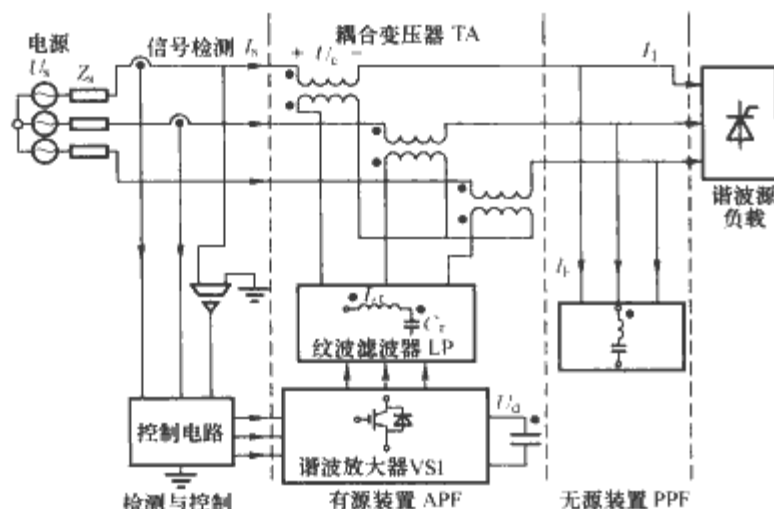 电源
U_s
Z_s
信号检测
I_s
+ U_c −
耦合变压器 TA
I_1
谐波源
负载
I_F
L_r
C_r
纹波滤波器 LP
控制电路
U_d
谐波放大器VSI
检测与控制
有源装置 APF
无源装置 PPF